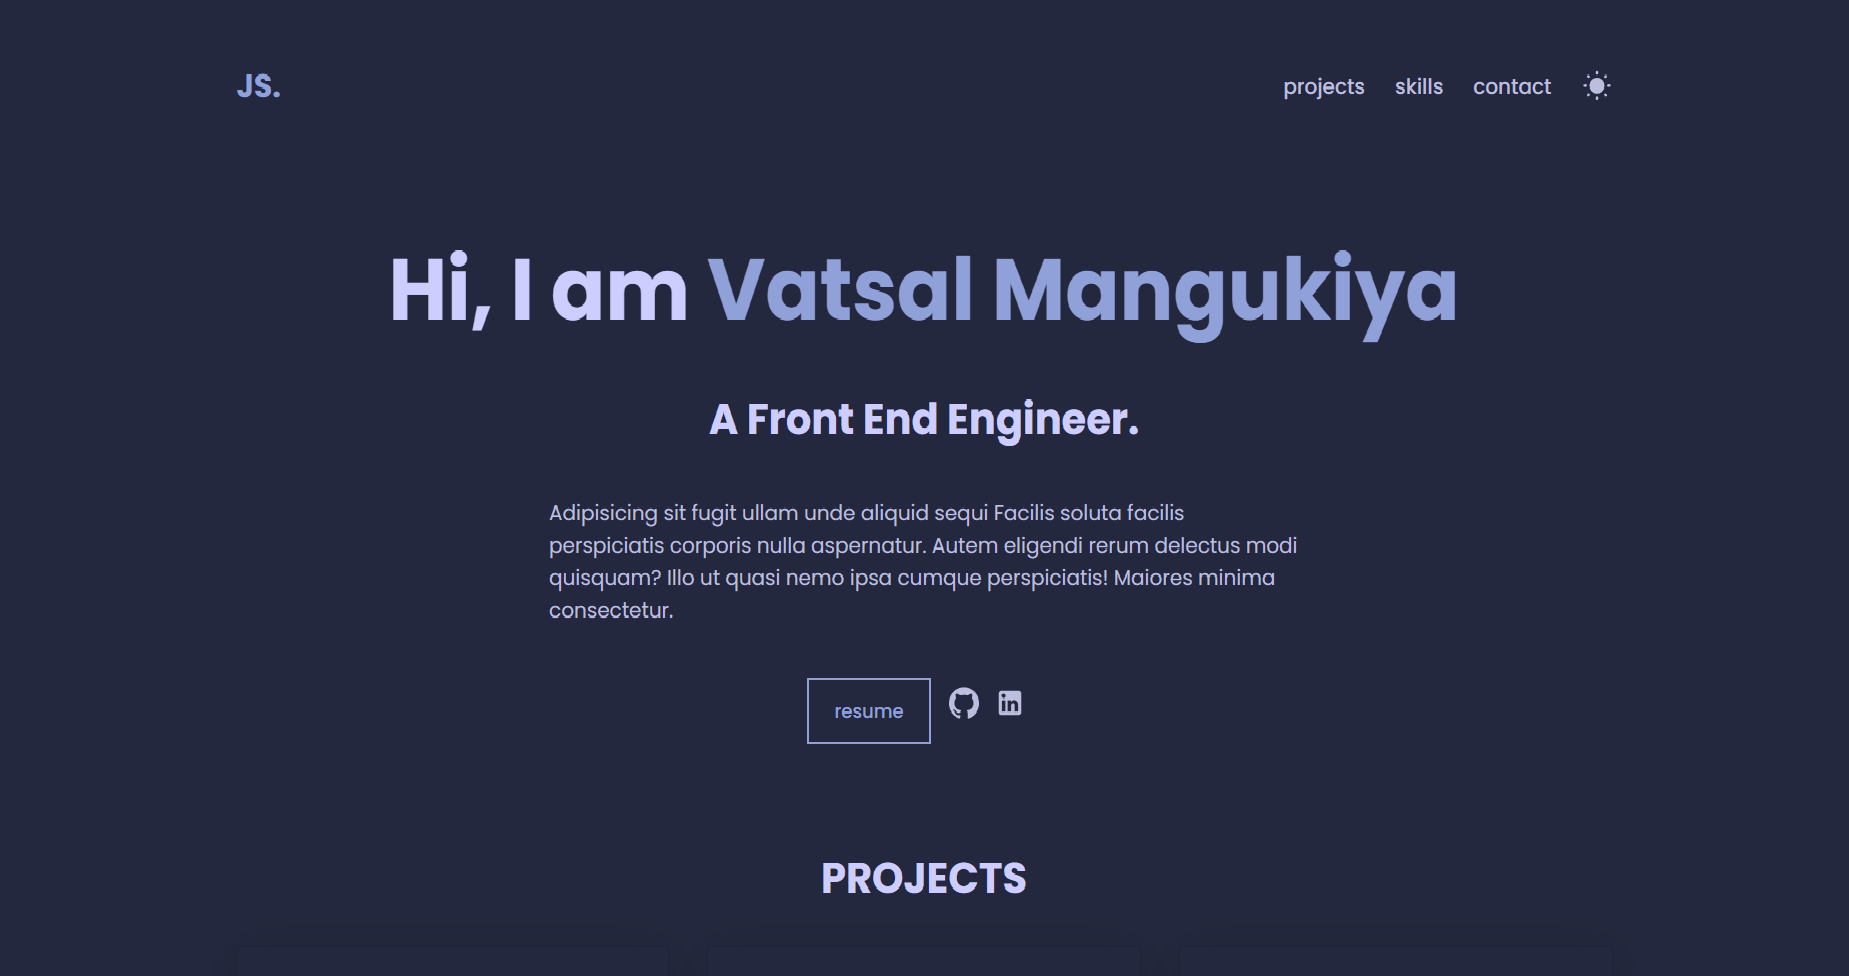 JS.
projects skills contact
Hi, I am Vatsal Mangukiya
A Front End Engineer.
Adipisicing sit fugit ullam unde aliquid sequi Facilis soluta facilis
perspiciatis corporis nulla aspernatur. Autem eligendi rerum delectus modi
quisquam? Illo ut quasi nemo ipsa cumque perspiciatis! Maiores minima
consectetur.
resume in
PROJECTS